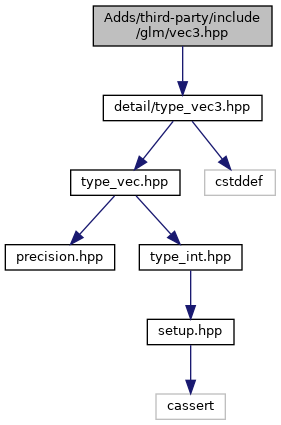 Adds/third-party/include
/glm/vec3.hpp
detail/type_vec3.hpp
type_vec.hpp
cstddef
precision.hpp
type_int.hpp
setup.hpp
cassert